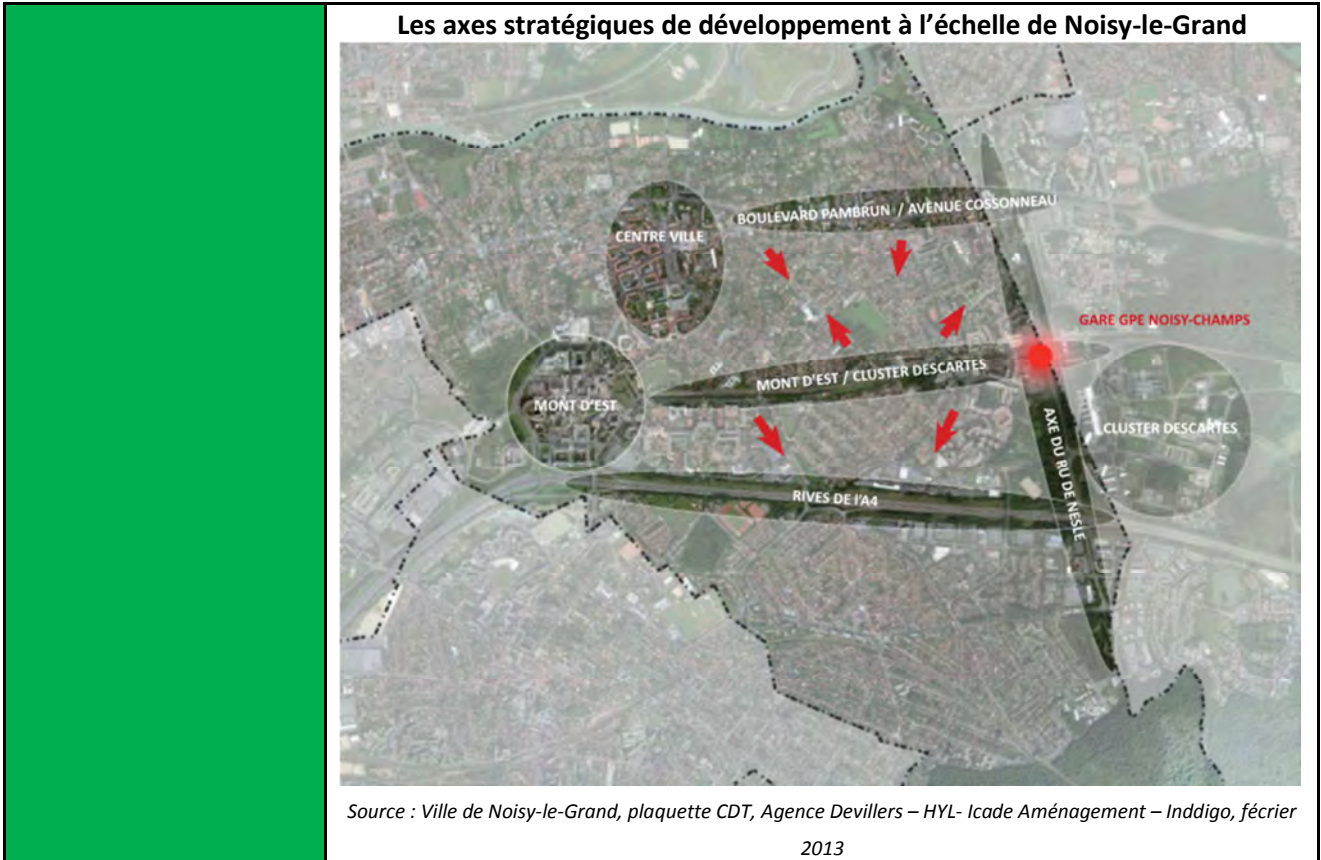 Les axes stratégiques de développement à l’échelle de Noisy-le-Grand
BOULEVARD PAMBRUN / AVENUE COSSONNEAU
CENTRE VILLE
GARE GPE NOISY-CHAMPS
MONT D'EST / CLUSTER DESCARTES
MONT D'EST
CLUSTER DESCARTES
AXE DU RU DE NESLE
RIVES DE l'A4
Source : Ville de Noisy-le-Grand, plaquette CDT, Agence Devillers – HYL- Icade Aménagement – Inddigo, fécrier
2013